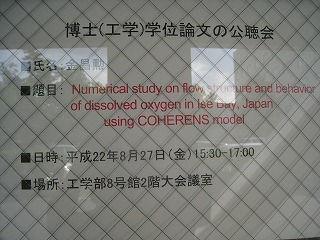 博士(工学)学位論文の公聴会
■氏名:金昌勲
■題目: Numerical study on flow structure and behavior
of dissolved oxygen in Ise Bay, Japan
using COHERENS model
■日時:平成22年8月27日(金)15:30-17:00
■場所:工学部8号館2階大会議室